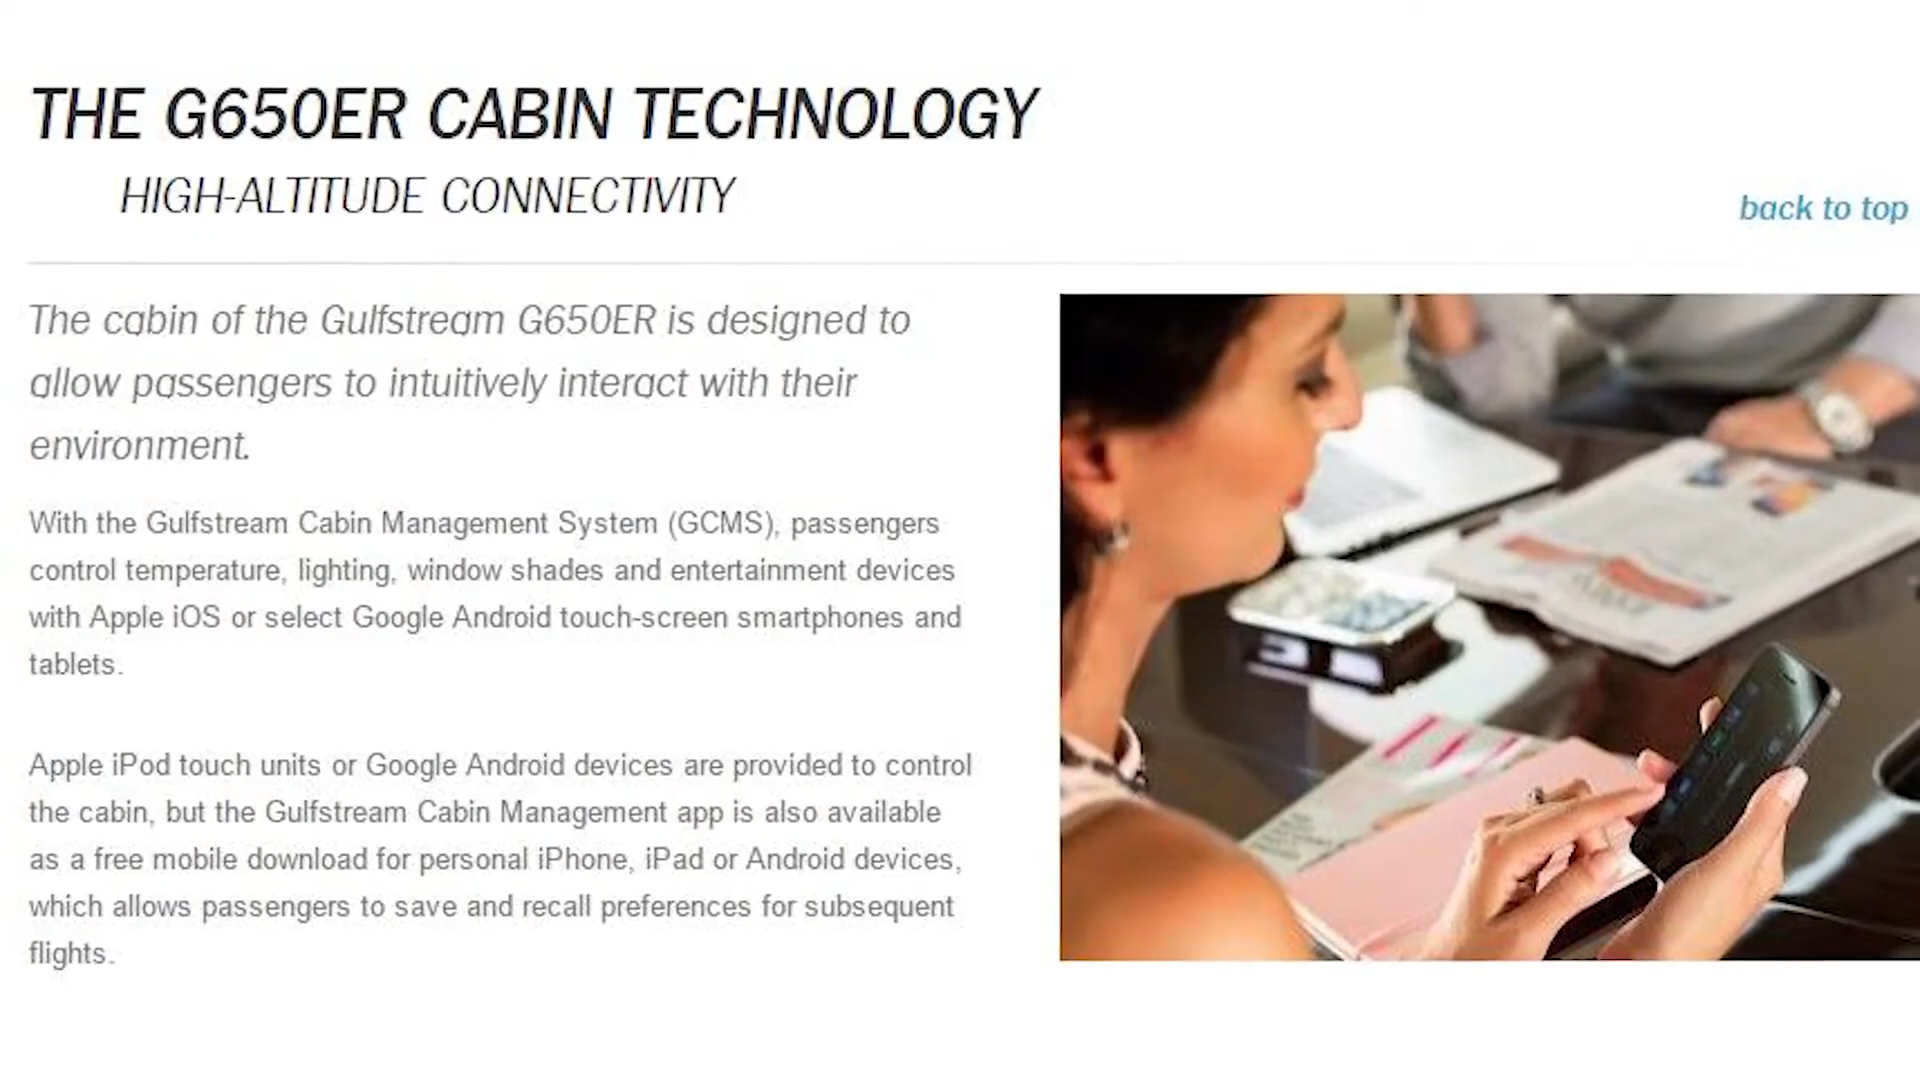 THE G650ER CABIN TECHNOLOGY
HIGH-ALTITUDE CONNECTIVITY
back to top
The cabin of the Gulfstream G650ER is designed to
allow passengers to intuitively interact with their
environment.
With the Gulfstream Cabin Management System (GCMS), passengers
control temperature, lighting, window shades and entertainment devices
with Apple iOS or select Google Android touch-screen smartphones and
tablets.
Apple iPod touch units or Google Android devices are provided to control
the cabin, but the Gulfstream Cabin Management app is also available
as a free mobile download for personal iPhone, iPad or Android devices,
which allows passengers to save and recall preferences for subsequent
flights.